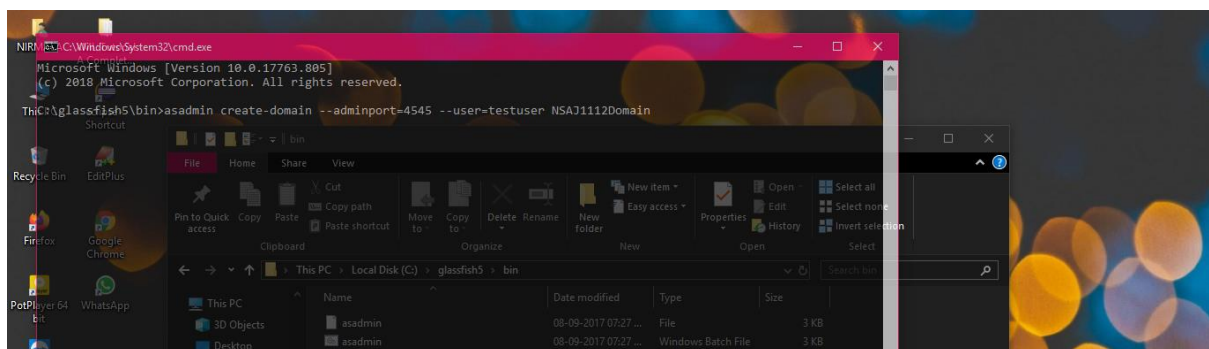 C:\Windows\System32\cmd.exe
Microsoft Windows [Version 10.0.17763.805]
(c) 2018 Microsoft Corporation. All rights reserved.
C:\glassfish5\bin>asadmin create-domain --adminport=4545 --user=testuser NSAJ1112Domain
Shortcut
Recycle Bin
EditPlus
Firefox
Google Chrome
PotPlayer 64 bit
WhatsApp
bin
File Home Share View
Pin to Quick access
Copy
Paste
Cut
Copy path
Paste shortcut
Move to
Copy to
Delete
Rename
New folder
New item
Easy access
Properties
Open
Edit
History
Select all
Select none
Invert selection
Clipboard Organize New Open Select
This PC > Local Disk (C:) > glassfish5 > bin
Search bin
This PC
3D Objects
Desktop
Name Date modified Type Size
asadmin 08-09-2017 07:27 ... File 3 KB
asadmin 08-09-2017 07:27 ... Windows Batch File 3 KB